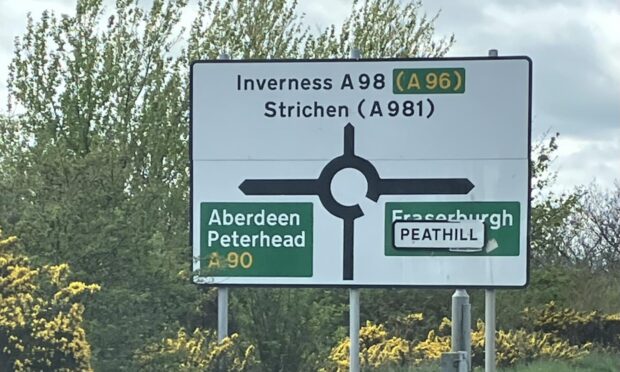 Inverness A98 (A96)
Strichen (A981)
Aberdeen
Peterhead
A90
Fraserburgh
PEATHILL